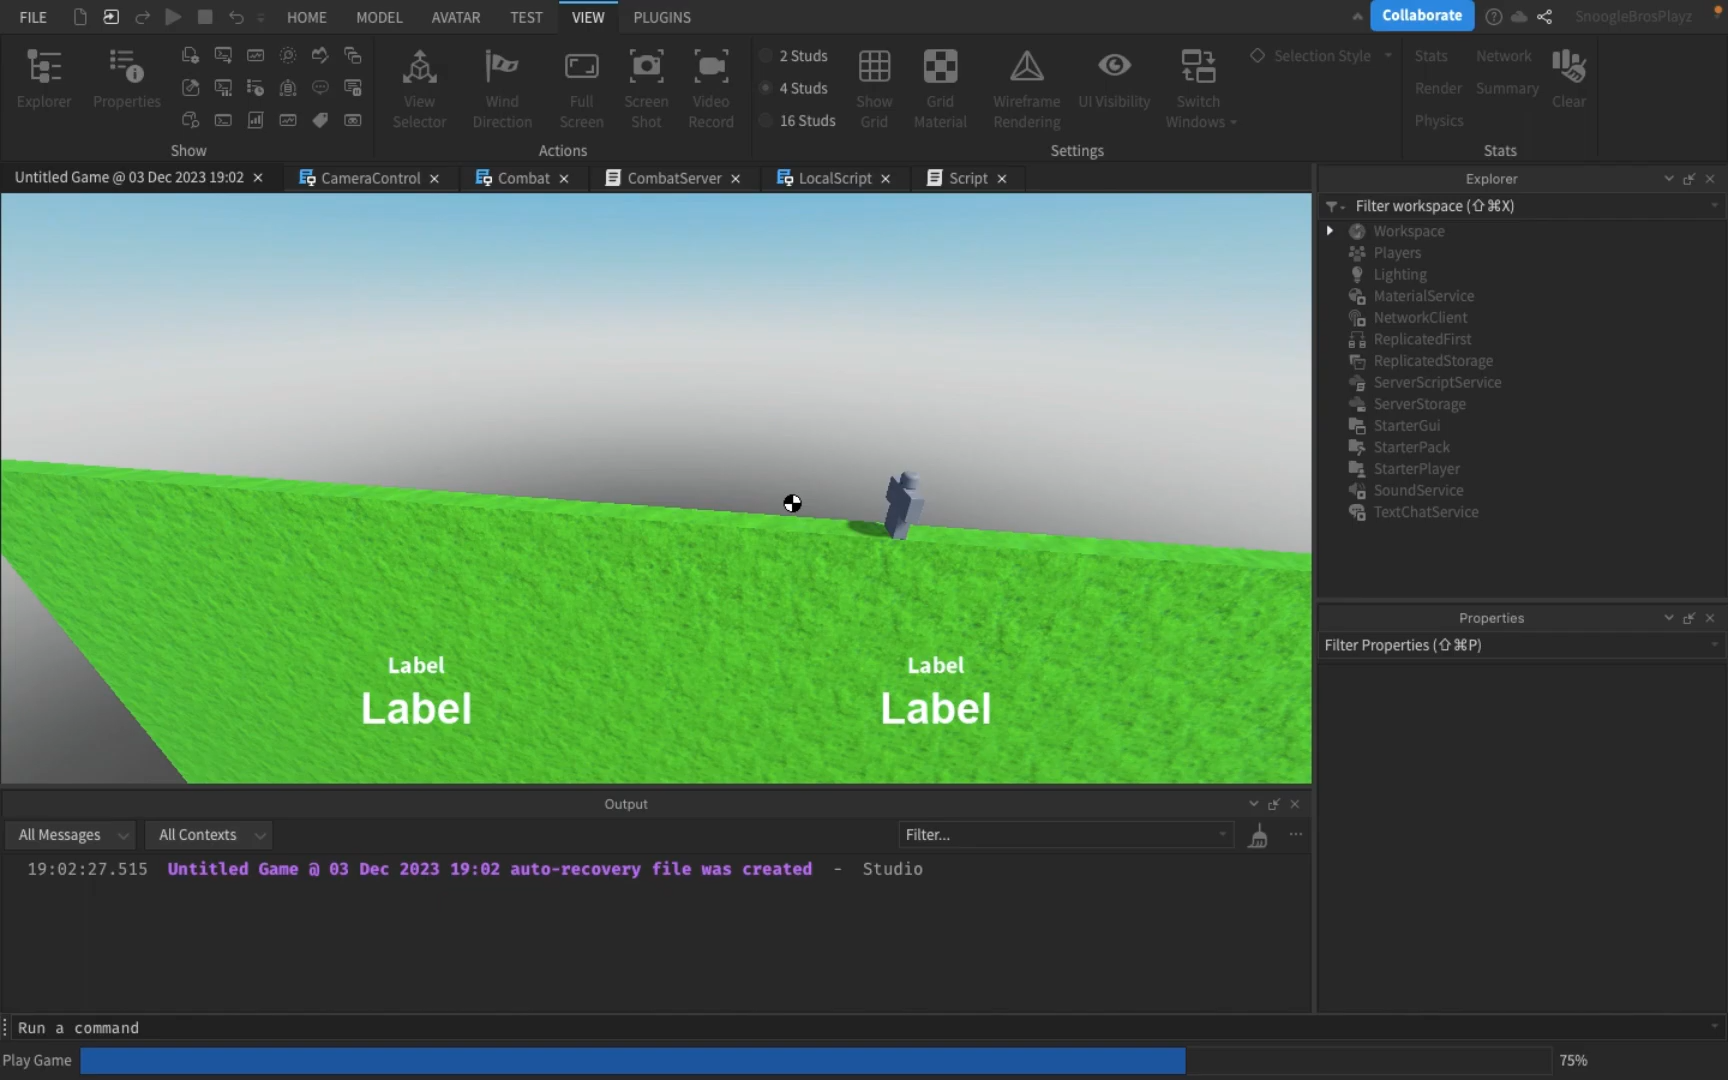 FILE HOME MODEL AVATAR TEST VIEW PLUGINS Collaborate SnoogleBrosPlayz
Explorer Properties View Selector Wind Direction Full Screen Screen Shot Video Record
2 Studs
4 Studs
16 Studs
Show Grid Grid Material Wireframe Rendering UI Visibility Switch Windows Selection Style
Stats Network
Render Summary
Physics
Clear
Show Actions Settings Stats
Untitled Game @ 03 Dec 2023 19:02 CameraControl Combat CombatServer LocalScript Script
Explorer
Filter workspace (⇧⌘X)
Workspace
Players
Lighting
MaterialService
NetworkClient
ReplicatedFirst
ReplicatedStorage
ServerScriptService
ServerStorage
StarterGui
StarterPack
StarterPlayer
SoundService
TextChatService
Properties
Filter Properties (⇧⌘P)
Label Label
Label Label
Output
All Messages All Contexts Filter...
19:02:27.515 Untitled Game @ 03 Dec 2023 19:02 auto-recovery file was created - Studio
Run a command
Play Game 75%